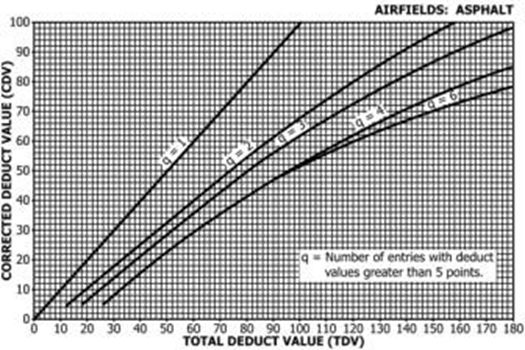 AIRFIELDS: ASPHALT
CORRECTED DEDUCT VALUE (CDV)
100
90
80
70
60
50
40
30
20
10
0
q = 1
q = 2
q = 3
q = 4
q = 6
q = Number of entries with deduct
values greater than 5 points.
0 10 20 30 40 50 60 70 80 90 100 110 120 130 140 150 160 170 180
TOTAL DEDUCT VALUE (TDV)